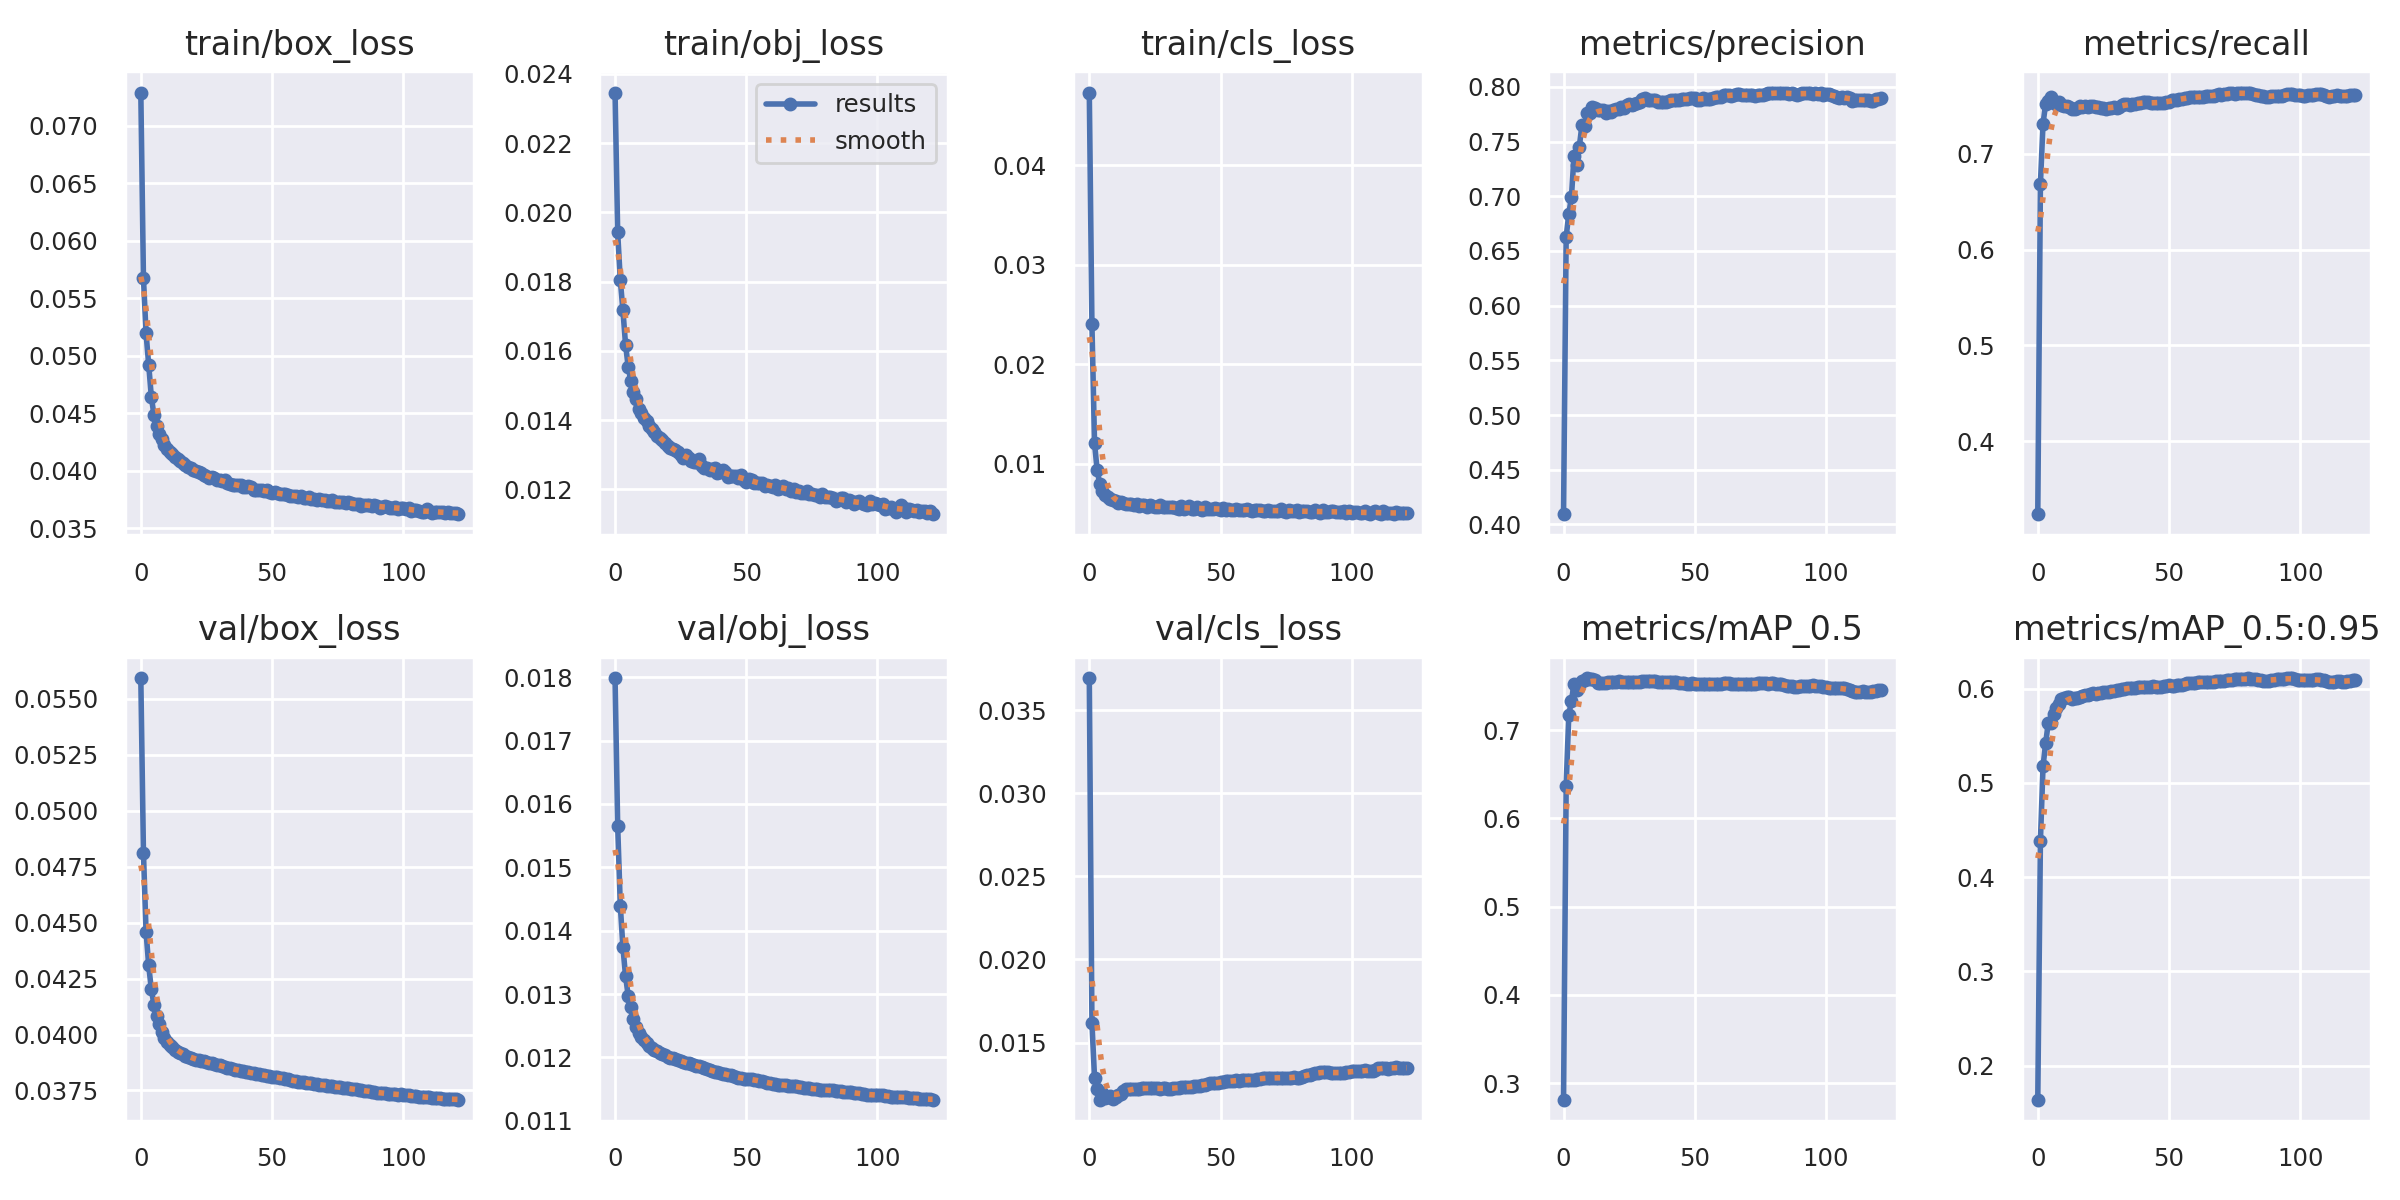 train/box_loss
0.070
0.065
0.060
0.055
0.050
0.045
0.040
0.035
0 50 100
train/obj_loss
0.024
0.022
0.020
0.018
0.016
0.014
0.012
0 50 100
results
smooth
train/cls_loss
0.04
0.03
0.02
0.01
0 50 100
metrics/precision
0.80
0.75
0.70
0.65
0.60
0.55
0.50
0.45
0.40
0 50 100
metrics/recall
0.7
0.6
0.5
0.4
0 50 100
val/box_loss
0.0550
0.0525
0.0500
0.0475
0.0450
0.0425
0.0400
0.0375
0 50 100
val/obj_loss
0.018
0.017
0.016
0.015
0.014
0.013
0.012
0.011
0 50 100
val/cls_loss
0.035
0.030
0.025
0.020
0.015
0 50 100
metrics/mAP_0.5
0.7
0.6
0.5
0.4
0.3
0 50 100
metrics/mAP_0.5:0.95
0.6
0.5
0.4
0.3
0.2
0 50 100